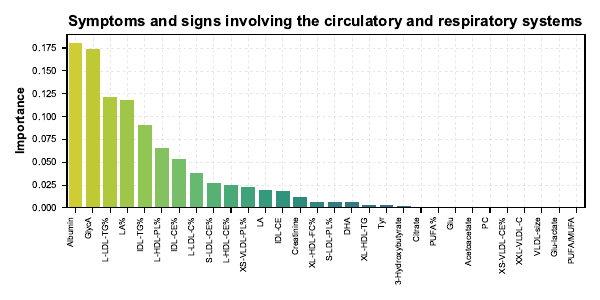 Symptoms and signs involving the circulatory and respiratory systems
Importance
0.175
0.150
0.125
0.100
0.075
0.050
0.025
0.000
Albumin
GlycA
L-LDL-TG%
LA%
IDL-TG%
L-HDL-PL%
IDL-CE%
L-LDL-C%
S-LDL-CE%
L-HDL-CE%
XS-VLDL-PL%
LA
IDL-CE
Creatinine
XL-HDL-FC%
S-LDL-PL%
DHA
XL-HDL-TG
Tyr
3-Hydroxybutyrate
Citrate
PUFA%
Glu
Acetoacetate
PC
XS-VLDL-CE%
XXL-VLDL-C
VLDL-size
Glu-lactate
PUFA/MUFA